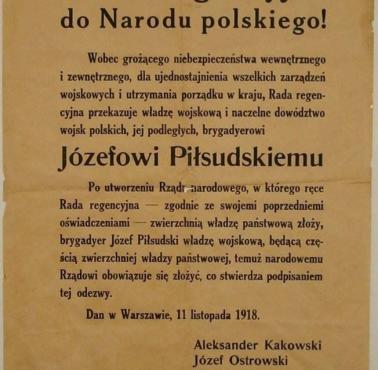 do Narodu polskiego!
Wobec grożącego niebezpieczeństwa wewnętrznego
i zewnętrznego, dla ujednostajnienia wszelkich zarządzeń
wojskowych i utrzymania porządku w kraju, Rada regen-
cyjna przekazuje władzę wojskową i naczelne dowództwo
wojsk polskich, jej podległych, brygadyerowi
Józefowi Piłsudskiemu
Po utworzeniu Rządu narodowego, w którego ręce
Rada regencyjna — zgodnie ze swojemi poprzedniemi
oświadczeniami — zwierzchnią władzę państwową złoży,
brygadyer Józef Piłsudski władzę wojskową, będącą czę-
ścią zwierzchniej władzy państwowej, temuż narodowemu
Rządowi obowiązuje się złożyć, co stwierdza podpisaniem
tej odezwy.
Dan w Warszawie, 11 listopada 1918.
Aleksander Kakowski
Józef Ostrowski